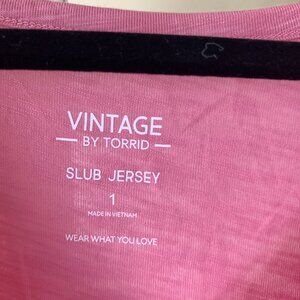 VINTAGE
— BY TORRID —
SLUB JERSEY
1
MADE IN VIETNAM
WEAR WHAT YOU LOVE